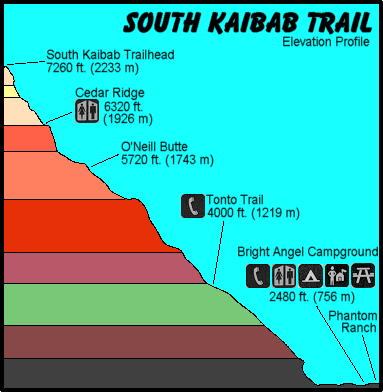 SOUTH KAIBAB TRAIL
Elevation Profile
South Kaibab Trailhead
7260 ft. (2233 m)
Cedar Ridge
6320 ft.
(1926 m)
O'Neill Butte
5720 ft. (1743 m)
Tonto Trail
4000 ft. (1219 m)
Bright Angel Campground
2480 ft. (756 m)
Phantom
Ranch